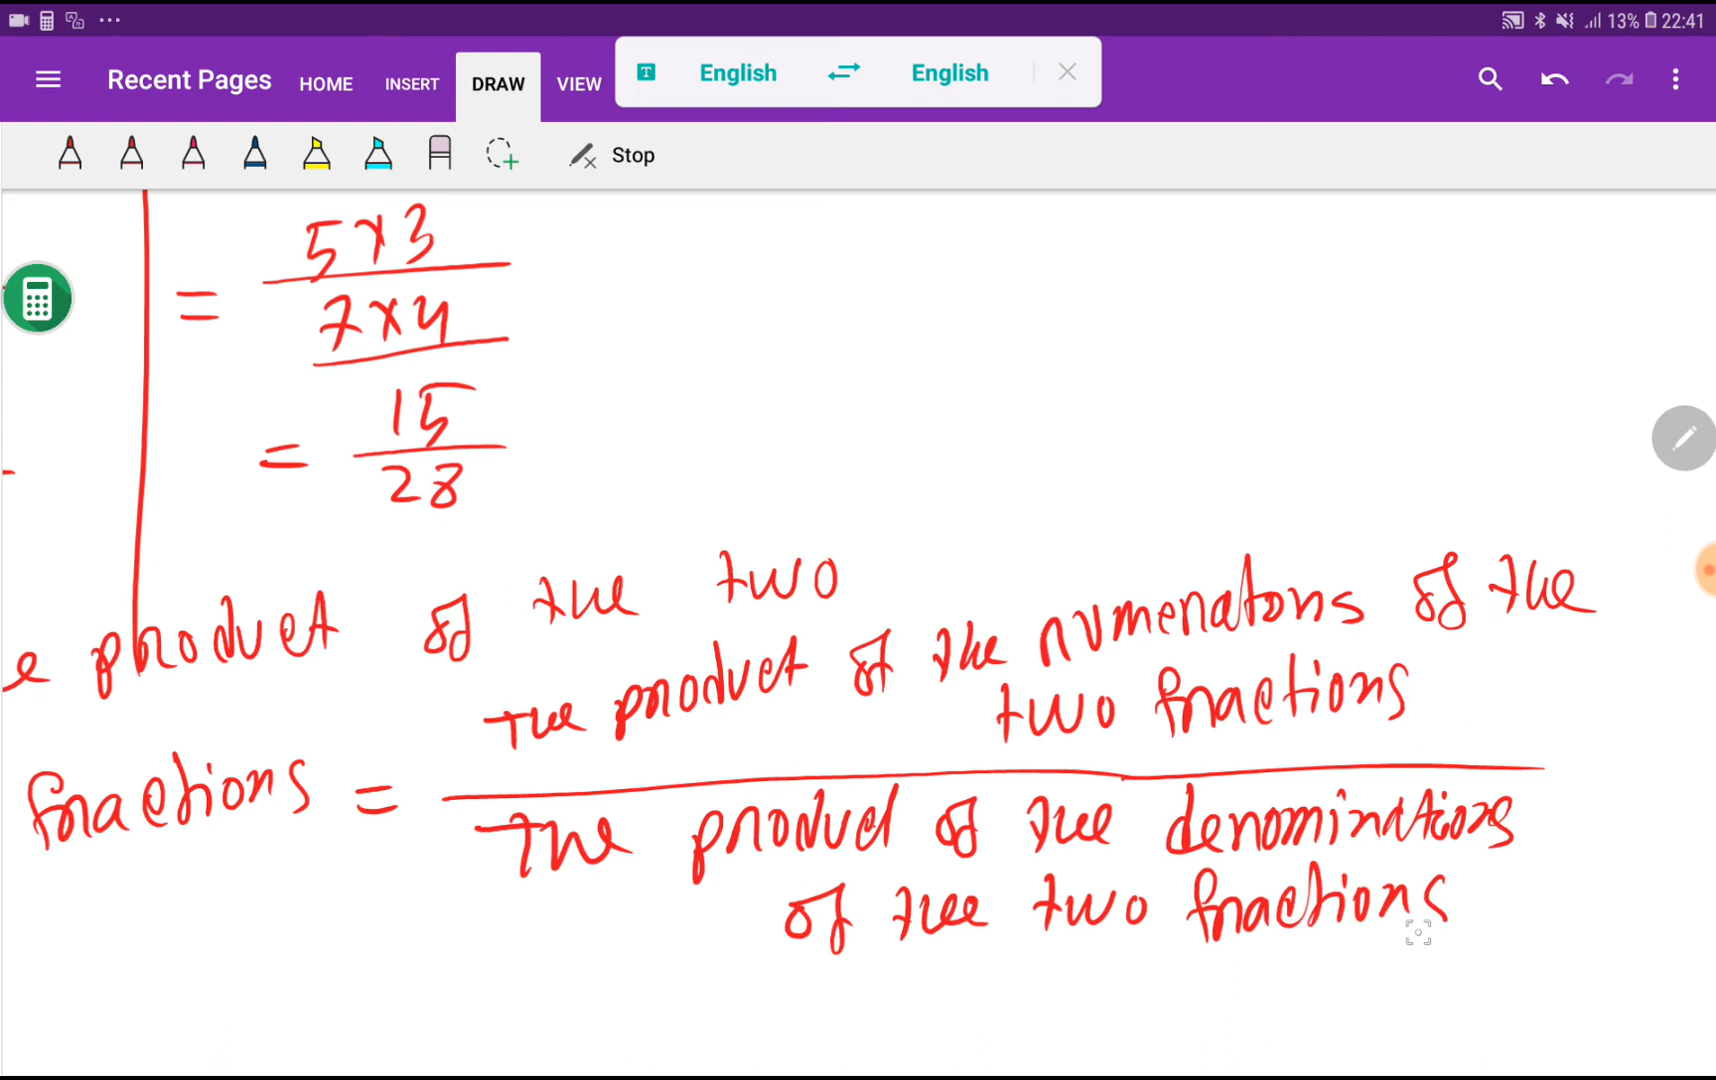 13% 22:41
Recent Pages HOME INSERT DRAW VIEW
T English English
Stop
5 x 3
= 7 x 4
15
= 28
e product of the two
The product of the numerators of the
two fractions
fractions =
The product of the denominators
of the two fractions